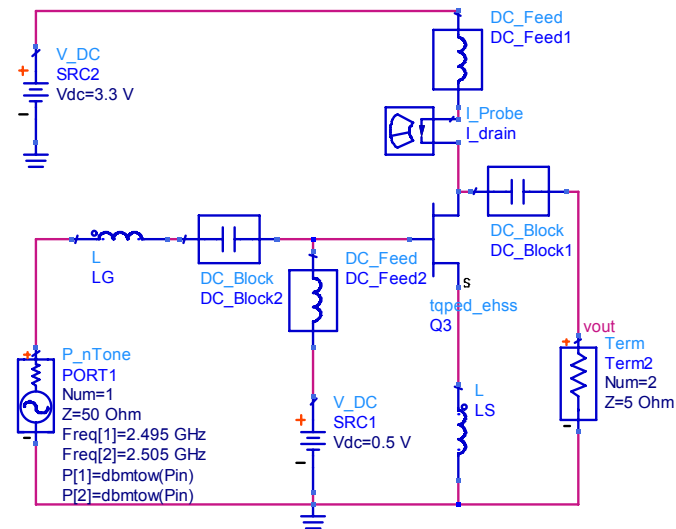 DC_Feed
DC_Feed1
V_DC
SRC2
Vdc=3.3 V
I_Probe
I_drain
L
LG
DC_Block
DC_Block2
DC_Feed
DC_Feed2
DC_Block
DC_Block1
s
tqped_ehss
Q3
vout
Term
Term2
Num=2
Z=5 Ohm
P_nTone
PORT1
Num=1
Z=50 Ohm
Freq[1]=2.495 GHz
Freq[2]=2.505 GHz
P[1]=dbmtow(Pin)
P[2]=dbmtow(Pin)
V_DC
SRC1
Vdc=0.5 V
L
LS